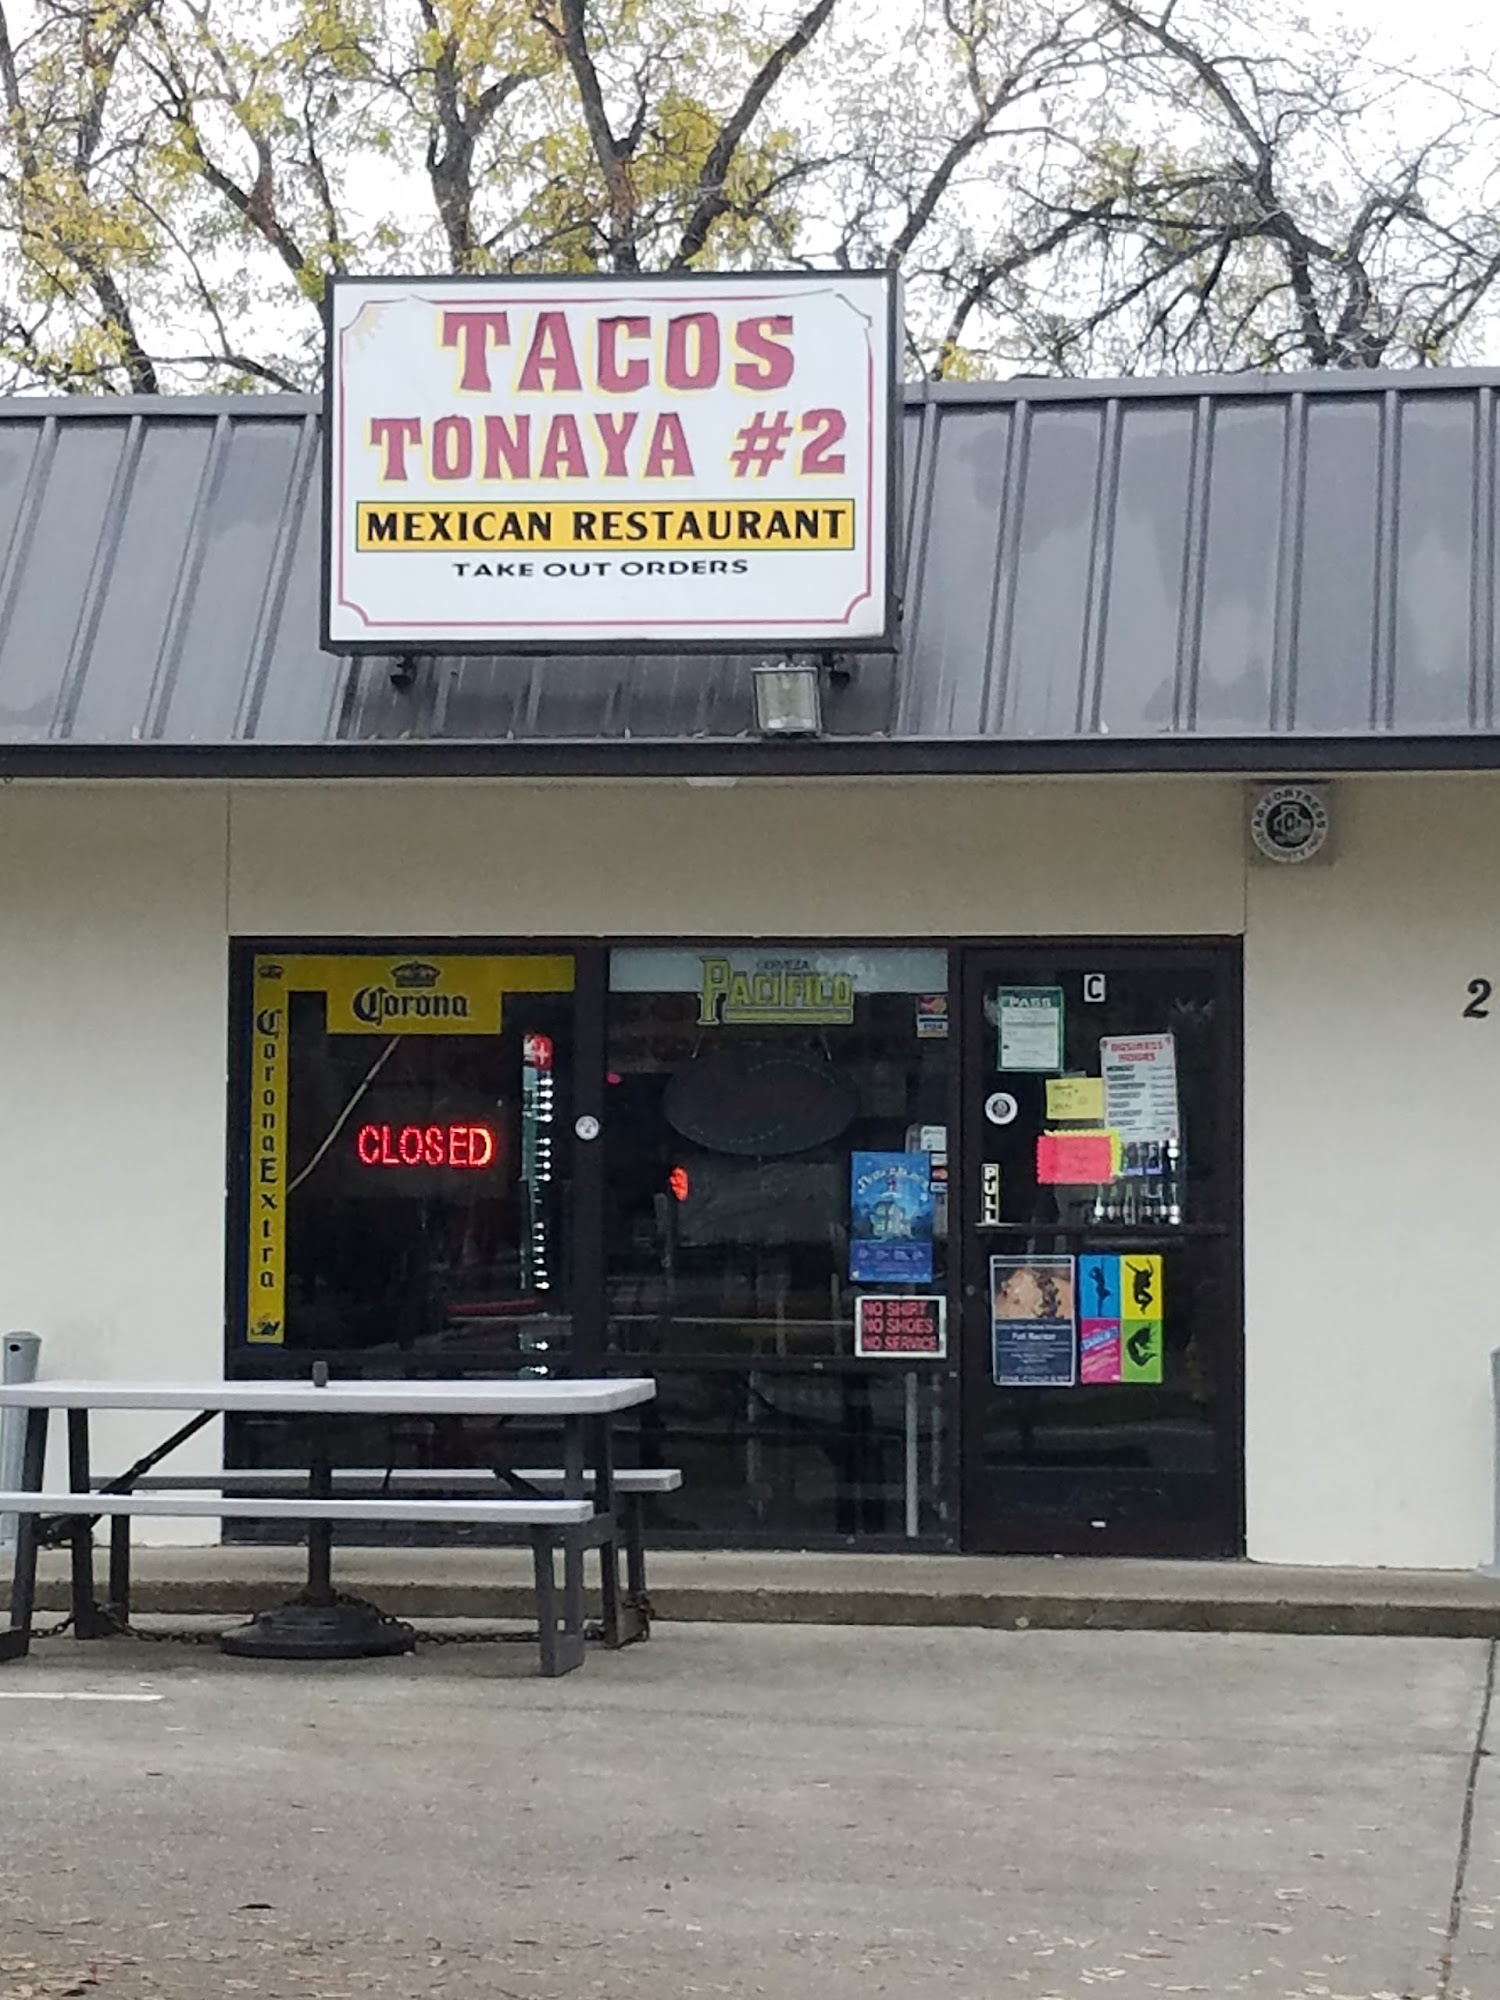 TACOS
TONAYA #2
MEXICAN RESTAURANT
TAKE OUT ORDERS
2
Corona
Corona Extra
CLOSED
CERVEZA
PACIFICO
NO SHIRT
NO SHOES
NO SERVICE
C
PASS
BUSINESS
HOURS
PULL